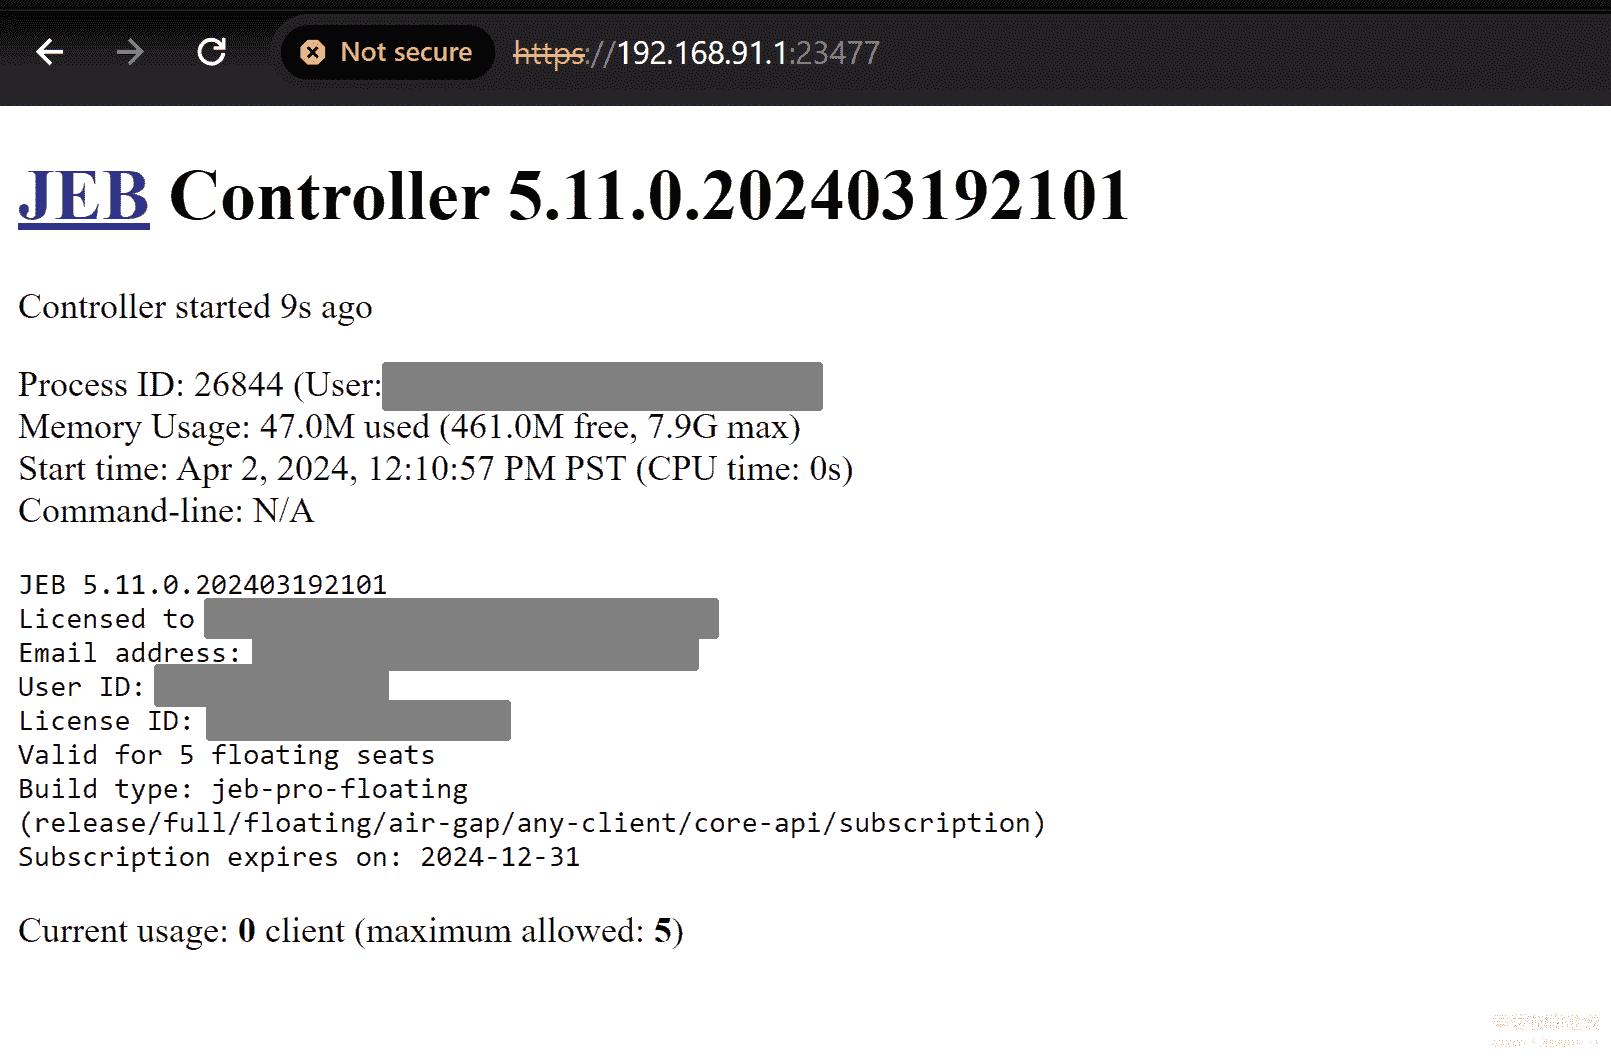 Not secure https://192.168.91.1:23477
JEB Controller 5.11.0.202403192101
Controller started 9s ago
Process ID: 26844 (User:
Memory Usage: 47.0M used (461.0M free, 7.9G max)
Start time: Apr 2, 2024, 12:10:57 PM PST (CPU time: 0s)
Command-line: N/A
JEB 5.11.0.202403192101
Licensed to
Email address:
User ID:
License ID:
Valid for 5 floating seats
Build type: jeb-pro-floating
(release/full/floating/air-gap/any-client/core-api/subscription)
Subscription expires on: 2024-12-31
Current usage: 0 client (maximum allowed: 5)